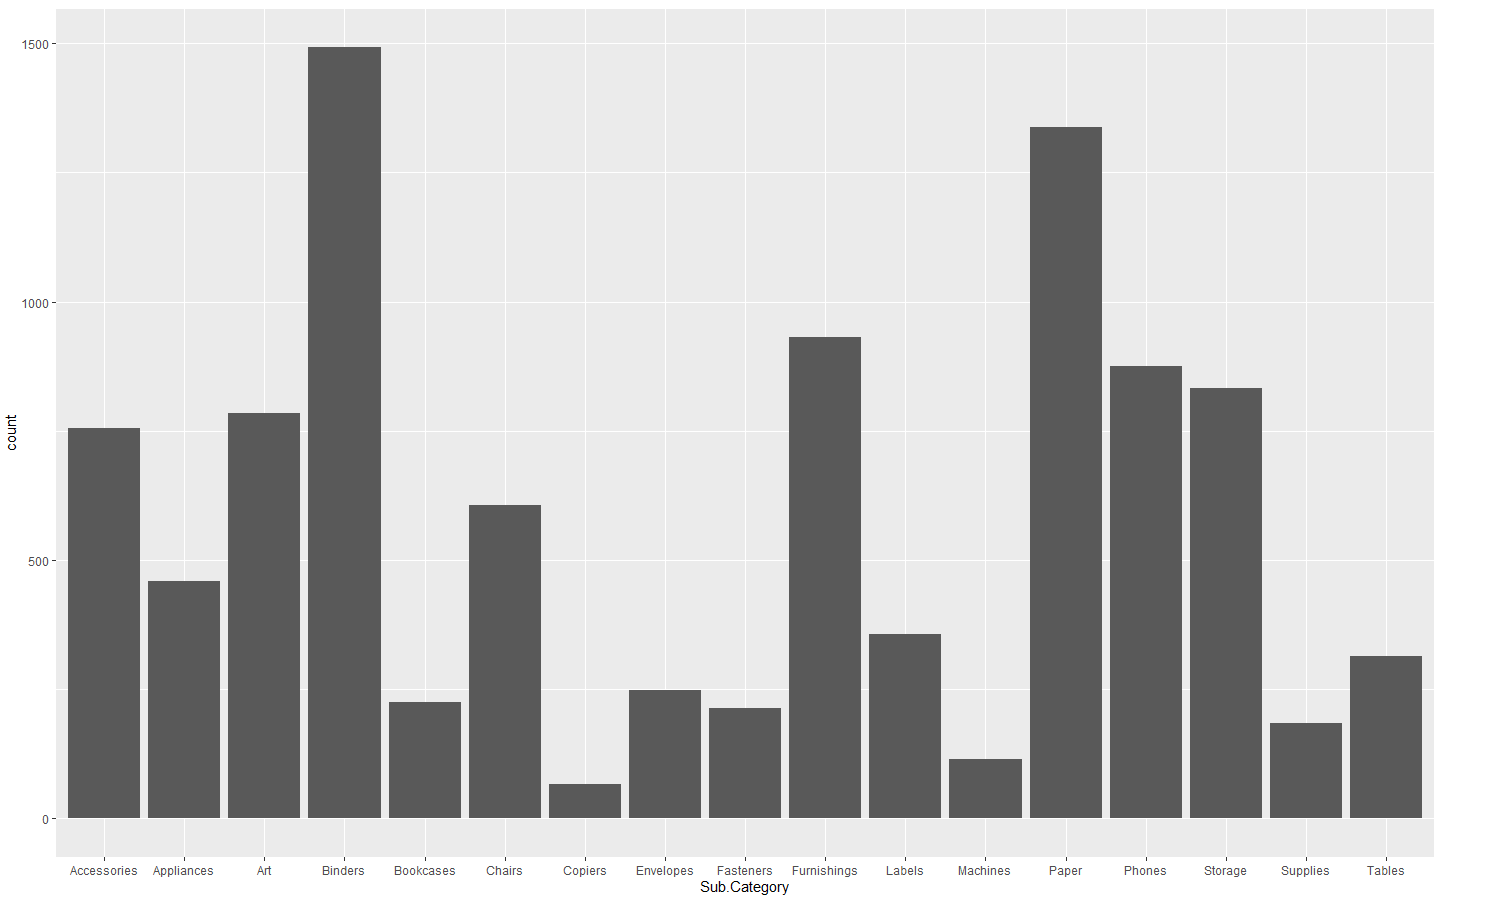 1500
1000
500
0
count
Accessories Appliances Art Binders Bookcases Chairs Copiers Envelopes Fasteners Furnishings Labels Machines Paper Phones Storage Supplies Tables
Sub.Category